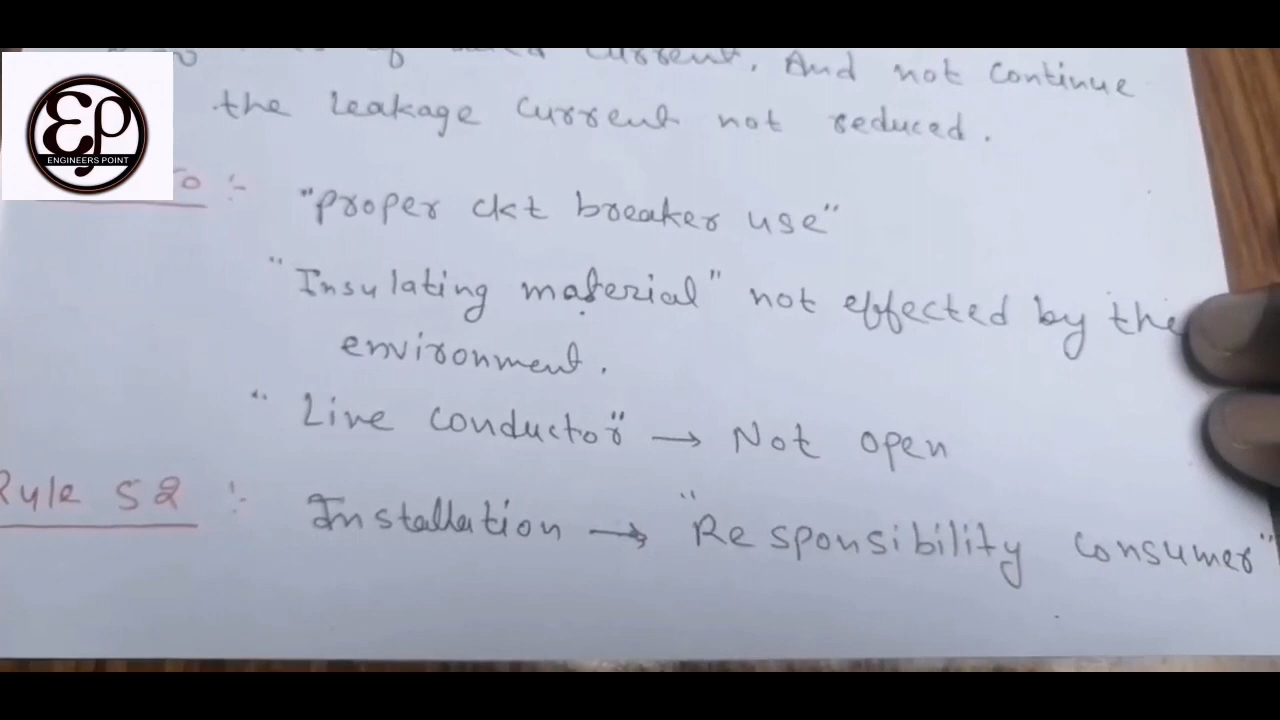 current. And not continue
the leakage current not reduced.
:-
"proper ckt breaker use"
"Insulating material" not effected by the
environment.
"Live conductor" → Not open
Rule 52 :- Installation → "Responsibility consumer"
EP
ENGINEERS POINT